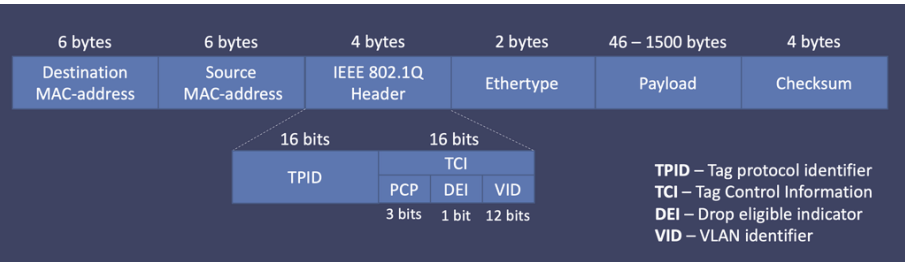 6 bytes 6 bytes 4 bytes 2 bytes 46 – 1500 bytes 4 bytes
Destination MAC-address
Source MAC-address
IEEE 802.1Q Header
Ethertype
Payload
Checksum
16 bits 16 bits
TPID
TCI
PCP DEI VID
3 bits 1 bit 12 bits
TPID – Tag protocol identifier
TCI – Tag Control Information
DEI – Drop eligible indicator
VID – VLAN identifier